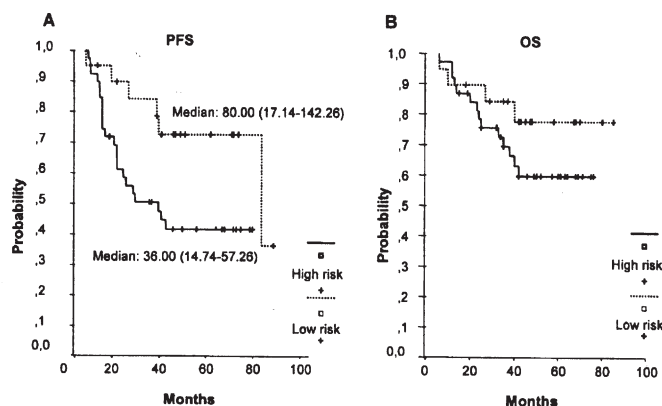 A
PFS
1,0
,9
,8
,7
,6
,5
,4
,3
,2
,1
0,0
Probability
Median: 80.00 (17.14-142.26)
Median: 36.00 (14.74-57.26)
High risk
Low risk
0 20 40 60 80 100
Months
B
OS
1,0
,9
,8
,7
,6
,5
,4
,3
,2
,1
0,0
Probability
High risk
Low risk
0 20 40 60 80 100
Months